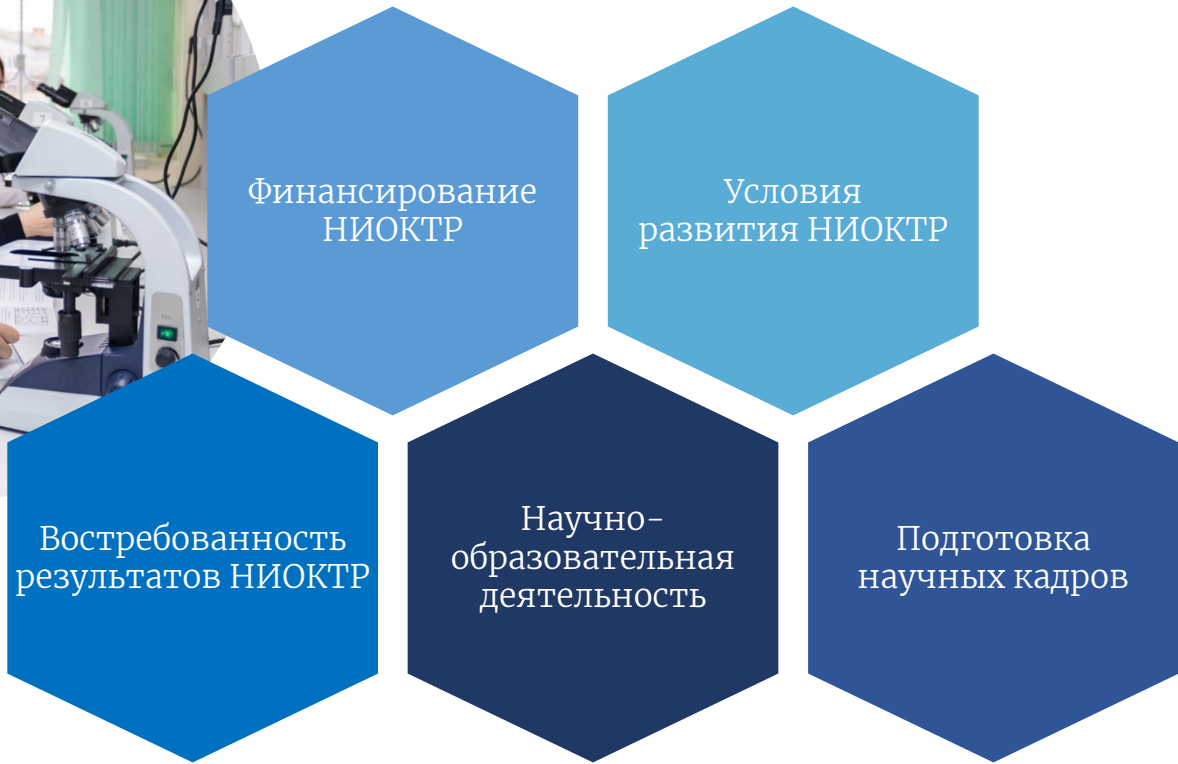 Финансирование
НИОКТР
Условия
развития НИОКТР
Востребованность
результатов НИОКТР
Научно-
образовательная
деятельность
Подготовка
научных кадров